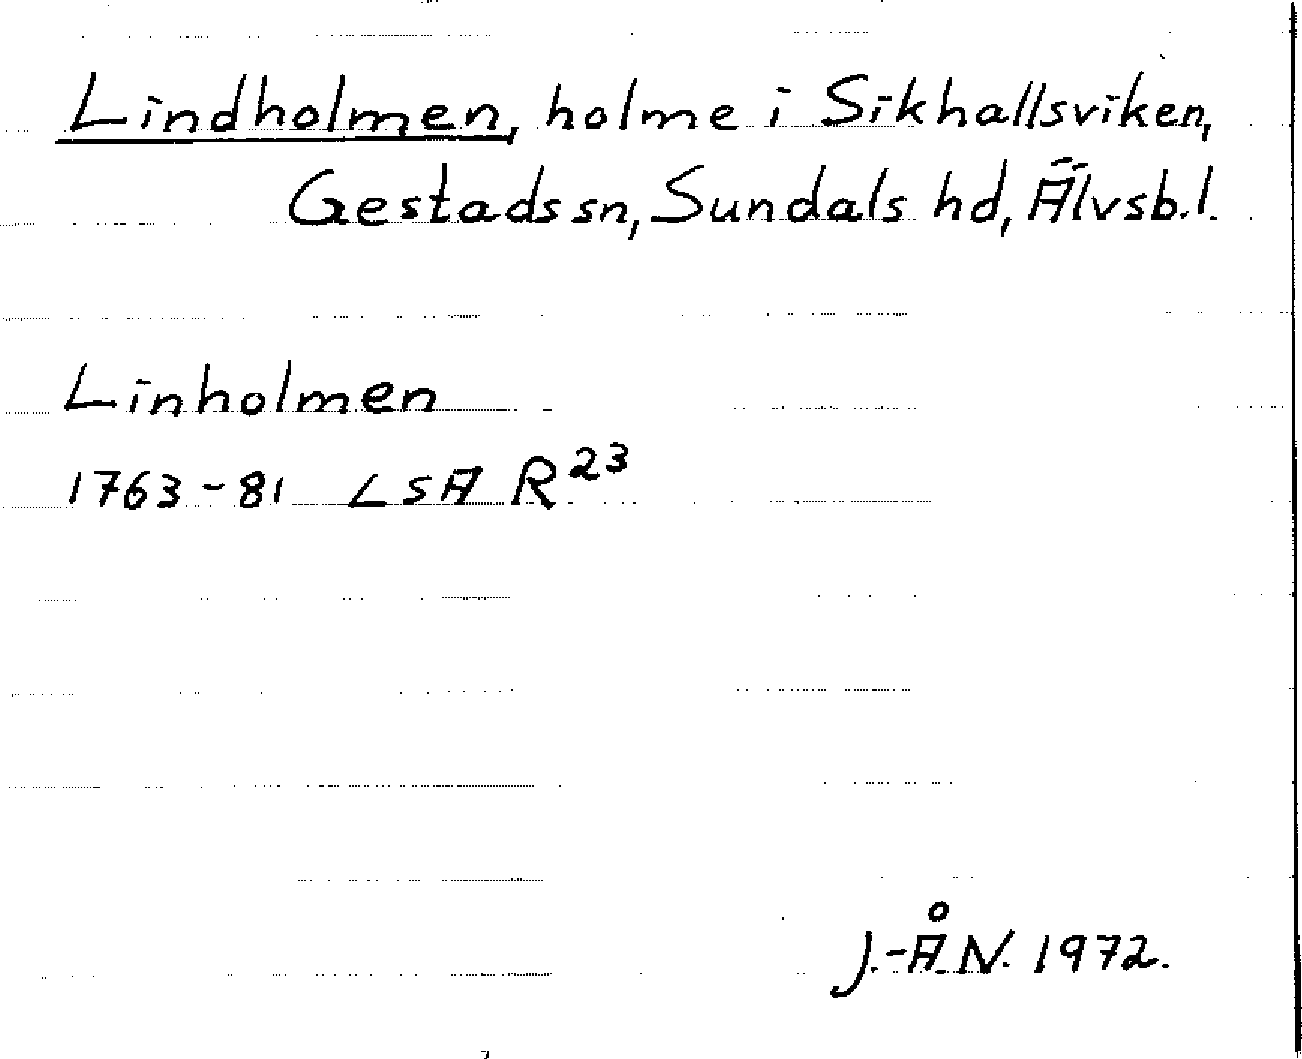 Lindholmen, holme i Sikhallsviken,
Gestads sn, Sundals hd, Älvsb.l.
Linholmen
1763-81 LSA R23
J.-Å.N. 1972.